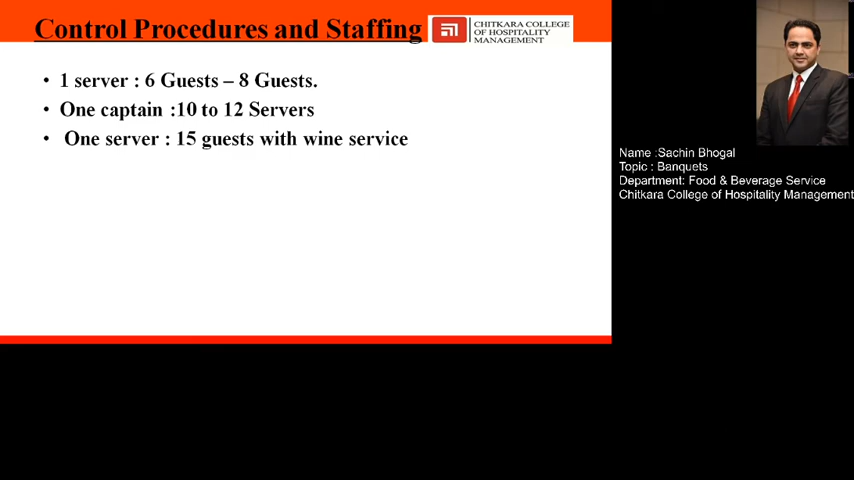 Control Procedures and Staffing
CHITKARA COLLEGE
OF HOSPITALITY
MANAGEMENT
• 1 server : 6 Guests – 8 Guests.
• One captain :10 to 12 Servers
• One server : 15 guests with wine service
Name :Sachin Bhogal
Topic : Banquets
Department: Food & Beverage Service
Chitkara College of Hospitality Management